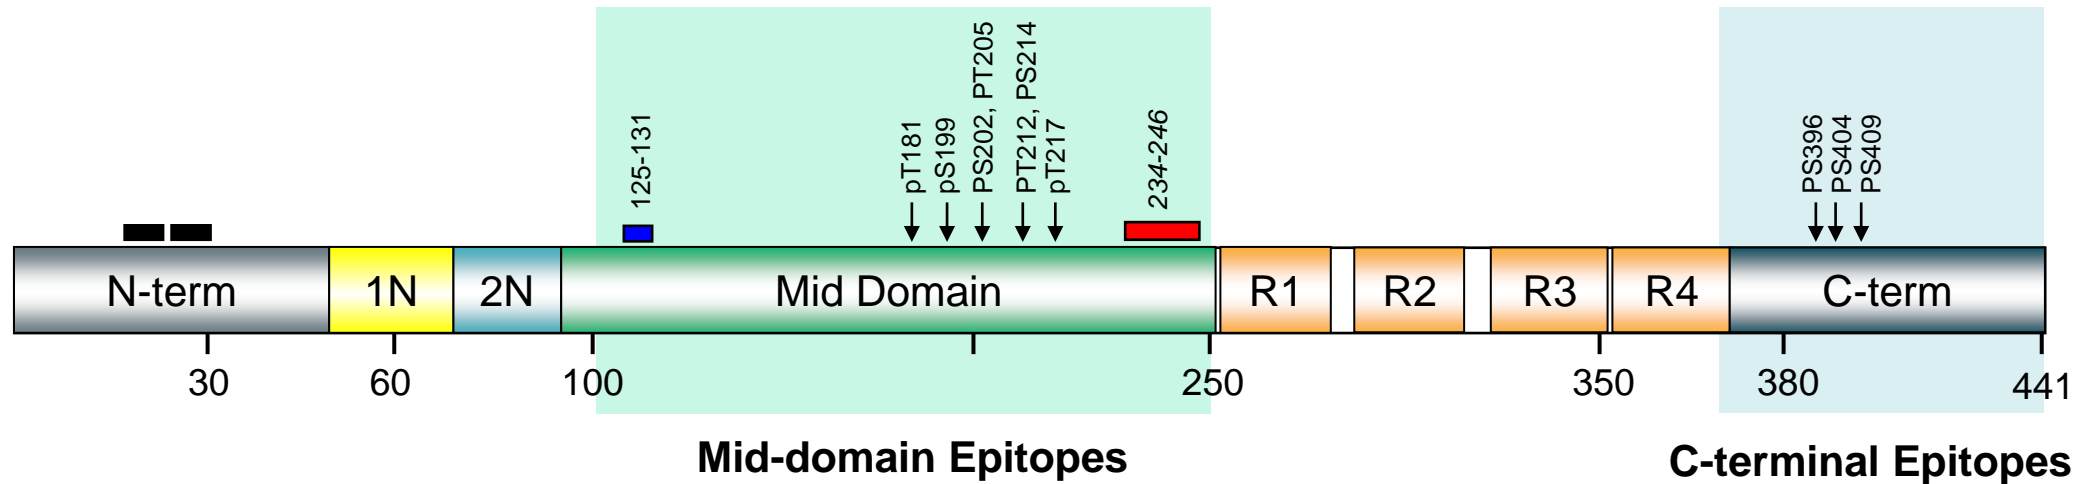 125-131
pT181
pS199
PS202, PT205
PT212, PS214
pT217
234-246
PS396
PS404
PS409
N-term
1N
2N
Mid Domain
R1
R2
R3
R4
C-term
30
60
100
250
350
380
441
Mid-domain Epitopes
C-terminal Epitopes